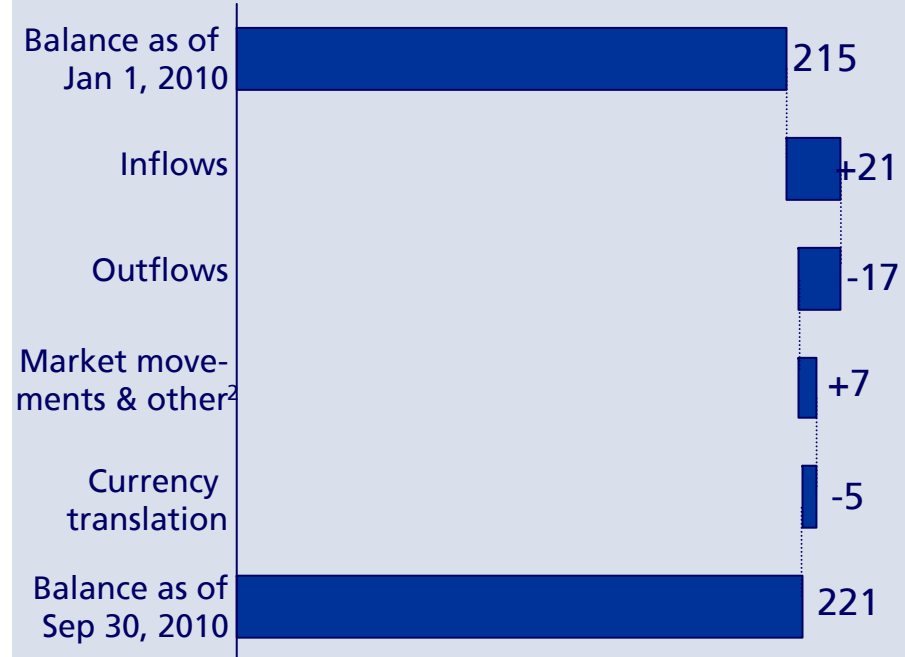 Balance as of
Jan 1, 2010
215
Inflows
+21
Outflows
-17
Market move-
ments & other²
+7
Currency
translation
-5
Balance as of
Sep 30, 2010
221